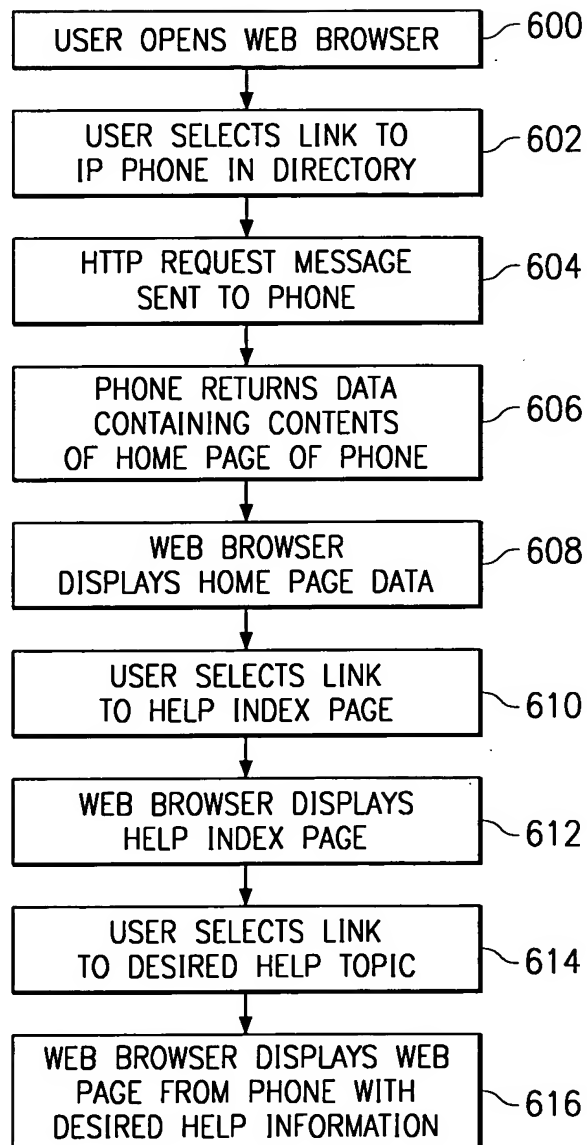 USER OPENS WEB BROWSER
600
USER SELECTS LINK TO
IP PHONE IN DIRECTORY
602
HTTP REQUEST MESSAGE
SENT TO PHONE
604
PHONE RETURNS DATA
CONTAINING CONTENTS
OF HOME PAGE OF PHONE
606
WEB BROWSER
DISPLAYS HOME PAGE DATA
608
USER SELECTS LINK
TO HELP INDEX PAGE
610
WEB BROWSER DISPLAYS
HELP INDEX PAGE
612
USER SELECTS LINK
TO DESIRED HELP TOPIC
614
WEB BROWSER DISPLAYS WEB
PAGE FROM PHONE WITH
DESIRED HELP INFORMATION
616